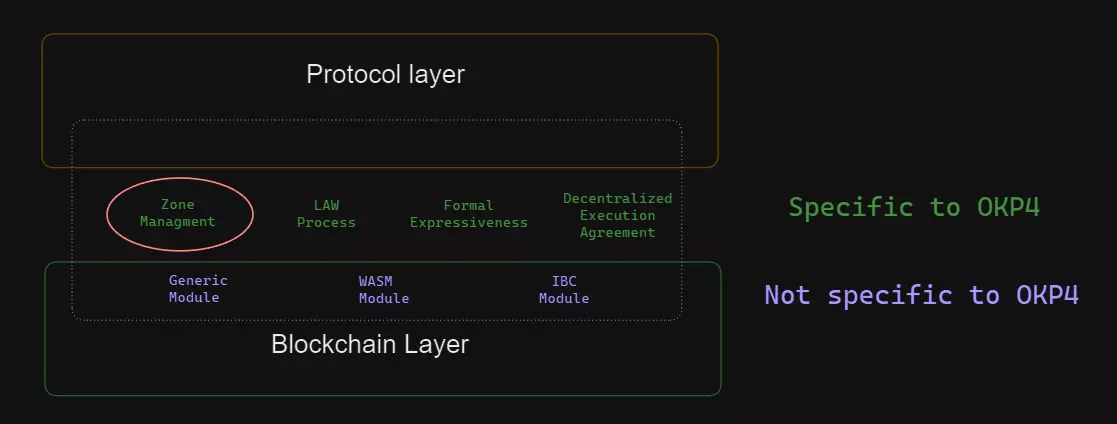 Protocol layer
Zone
Managment
LAW
Process
Formal
Expressiveness
Decentralized
Execution
Agreement
Specific to OKP4
Generic
Module
WASM
Module
IBC
Module
Not specific to OKP4
Blockchain Layer